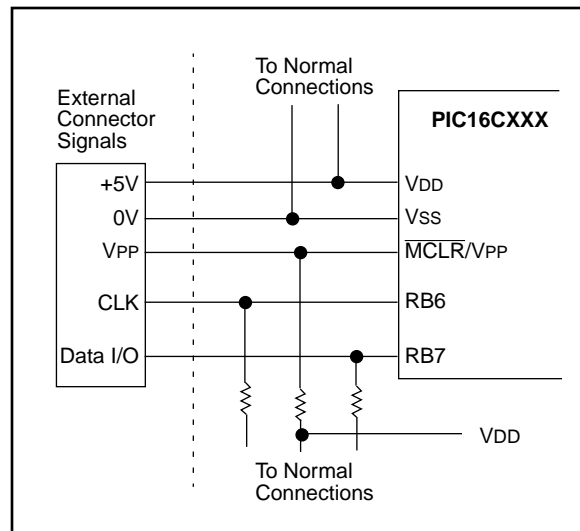 To Normal
Connections
External
Connector
Signals
PIC16CXXX
+5V
VDD
0V
VSS
VPP
MCLR/VPP
CLK
RB6
Data I/O
RB7
VDD
To Normal
Connections